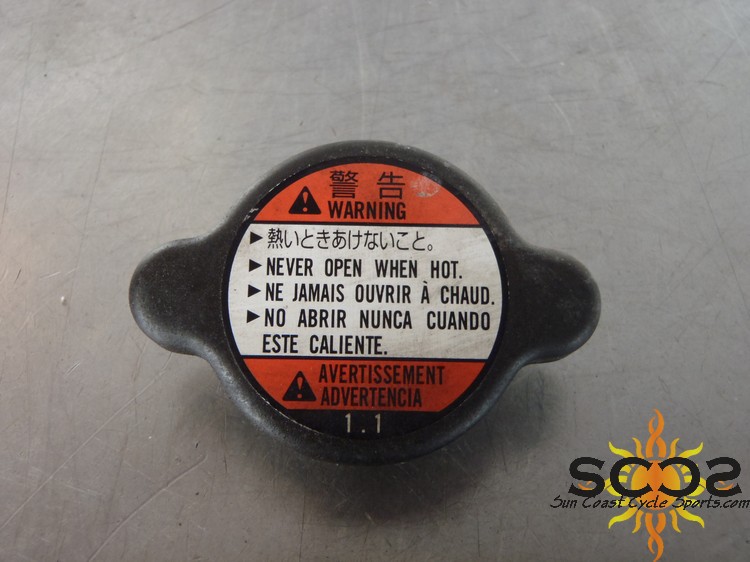 警告
WARNING
▶熱いときあけないこと。
▶NEVER OPEN WHEN HOT.
▶NE JAMAIS OUVRIR À CHAUD.
▶NO ABRIR NUNCA CUANDO
ESTE CALIENTE.
AVERTISSEMENT
ADVERTENCIA
1.1
SCCS
Sun Coast Cycle Sports.com